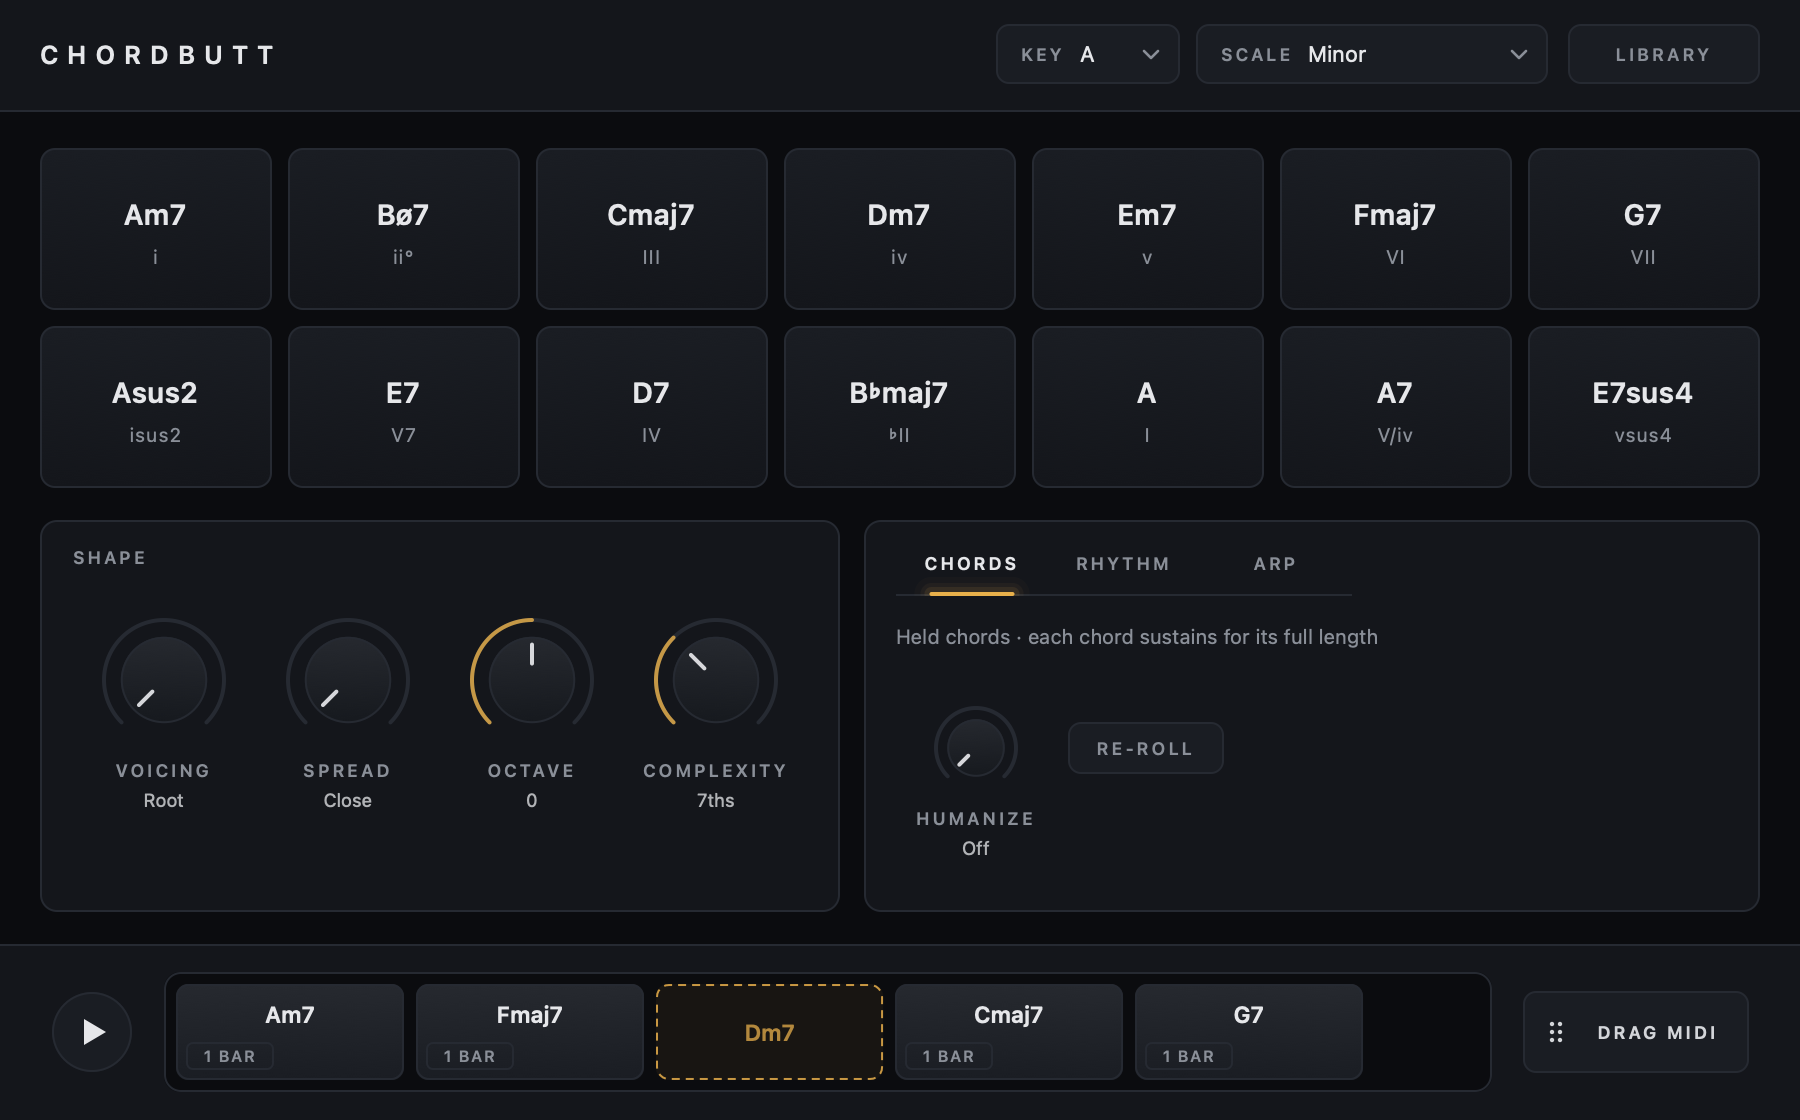 CHORDBUTT
KEY A
SCALE Minor
LIBRARY
Am7
i
Bø7
ii°
Cmaj7
III
Dm7
iv
Em7
v
Fmaj7
VI
G7
VII
Asus2
isus2
E7
V7
D7
IV
B♭maj7
♭II
A
I
A7
V/iv
E7sus4
vsus4
SHAPE
VOICING
Root
SPREAD
Close
OCTAVE
0
COMPLEXITY
7ths
CHORDS
RHYTHM
ARP
Held chords · each chord sustains for its full length
RE-ROLL
HUMANIZE
Off
Am7
1 BAR
Fmaj7
1 BAR
Dm7
Cmaj7
1 BAR
G7
1 BAR
DRAG MIDI